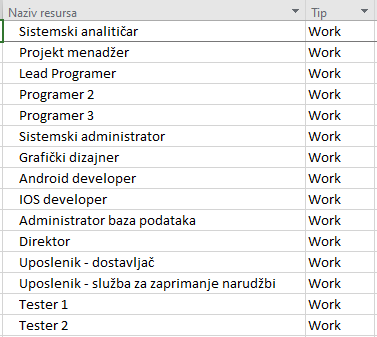 Naziv resursa Tip
Sistemski analitičar Work
Projekt menadžer Work
Lead Programer Work
Programer 2 Work
Programer 3 Work
Sistemski administrator Work
Grafički dizajner Work
Android developer Work
IOS developer Work
Administrator baza podataka Work
Direktor Work
Uposlenik - dostavljač Work
Uposlenik - služba za zaprimanje narudžbi Work
Tester 1 Work
Tester 2 Work